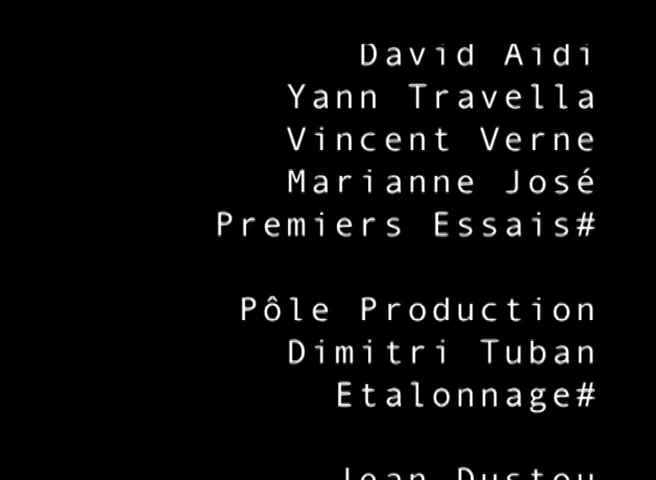 David Aidi
Yann Travella
Vincent Verne
Marianne José
Premiers Essais#
Pôle Production
Dimitri Tuban
Etalonnage#